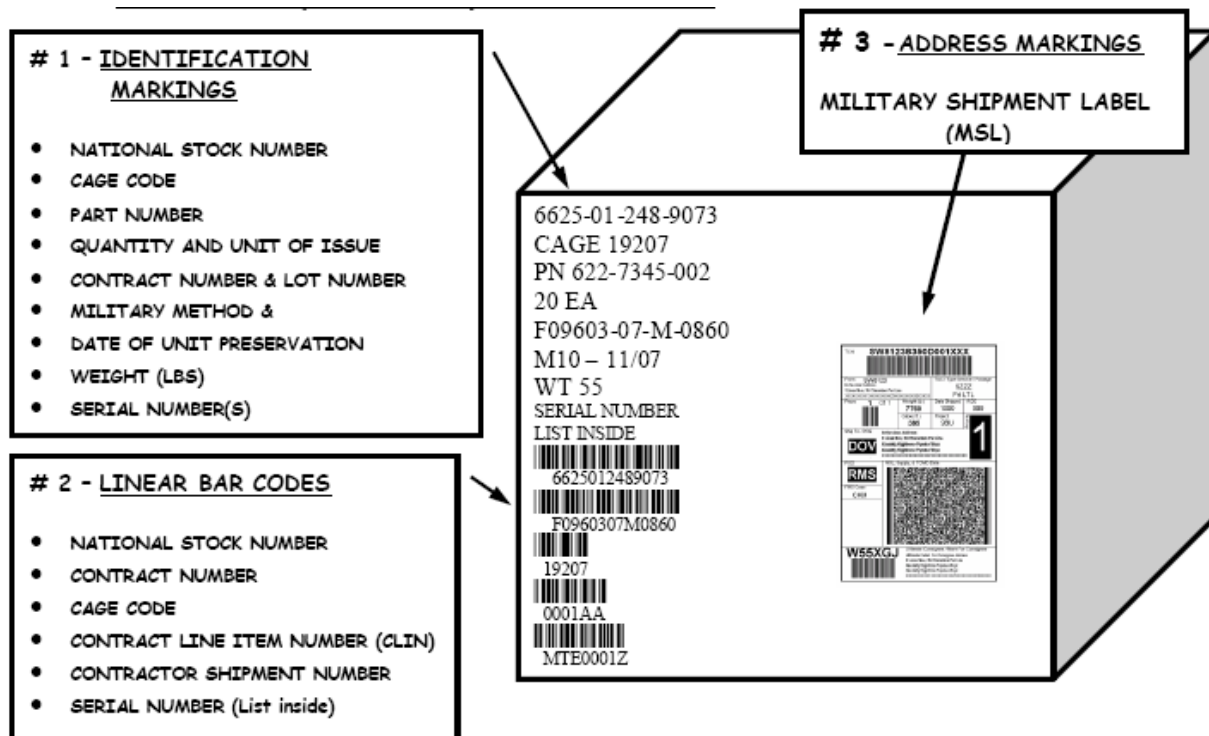 # 1 - IDENTIFICATION
MARKINGS
• NATIONAL STOCK NUMBER
• CAGE CODE
• PART NUMBER
• QUANTITY AND UNIT OF ISSUE
• CONTRACT NUMBER & LOT NUMBER
• MILITARY METHOD &
• DATE OF UNIT PRESERVATION
• WEIGHT (LBS)
• SERIAL NUMBER(S)
# 2 - LINEAR BAR CODES
• NATIONAL STOCK NUMBER
• CONTRACT NUMBER
• CAGE CODE
• CONTRACT LINE ITEM NUMBER (CLIN)
• CONTRACTOR SHIPMENT NUMBER
• SERIAL NUMBER (List inside)
# 3 - ADDRESS MARKINGS
MILITARY SHIPMENT LABEL
(MSL)
6625-01-248-9073
CAGE 19207
PN 622-7345-002
20 EA
F09603-07-M-0860
M10 – 11/07
WT 55
SERIAL NUMBER
LIST INSIDE
6625012489073
F0960307M0860
19207
0001AA
MTE0001Z
1
DOV
RMS
W55XGJ